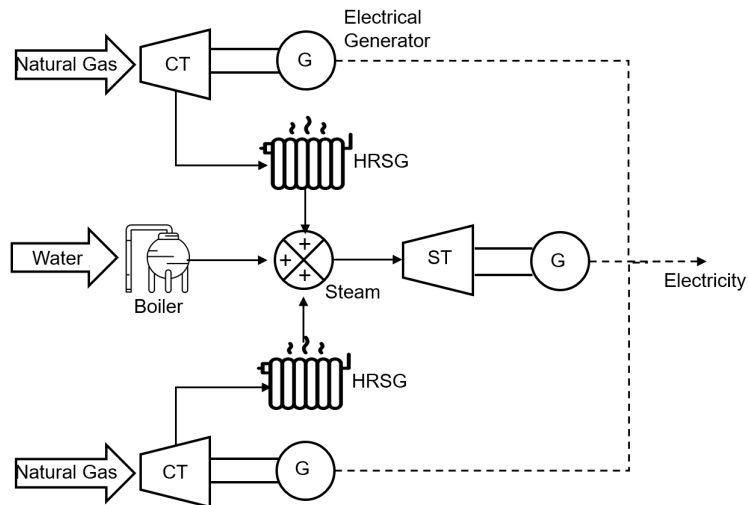 Electrical
Generator
Natural Gas
CT
G
HRSG
Water
Boiler
+
+
+
Steam
ST
G
Electricity
HRSG
Natural Gas
CT
G